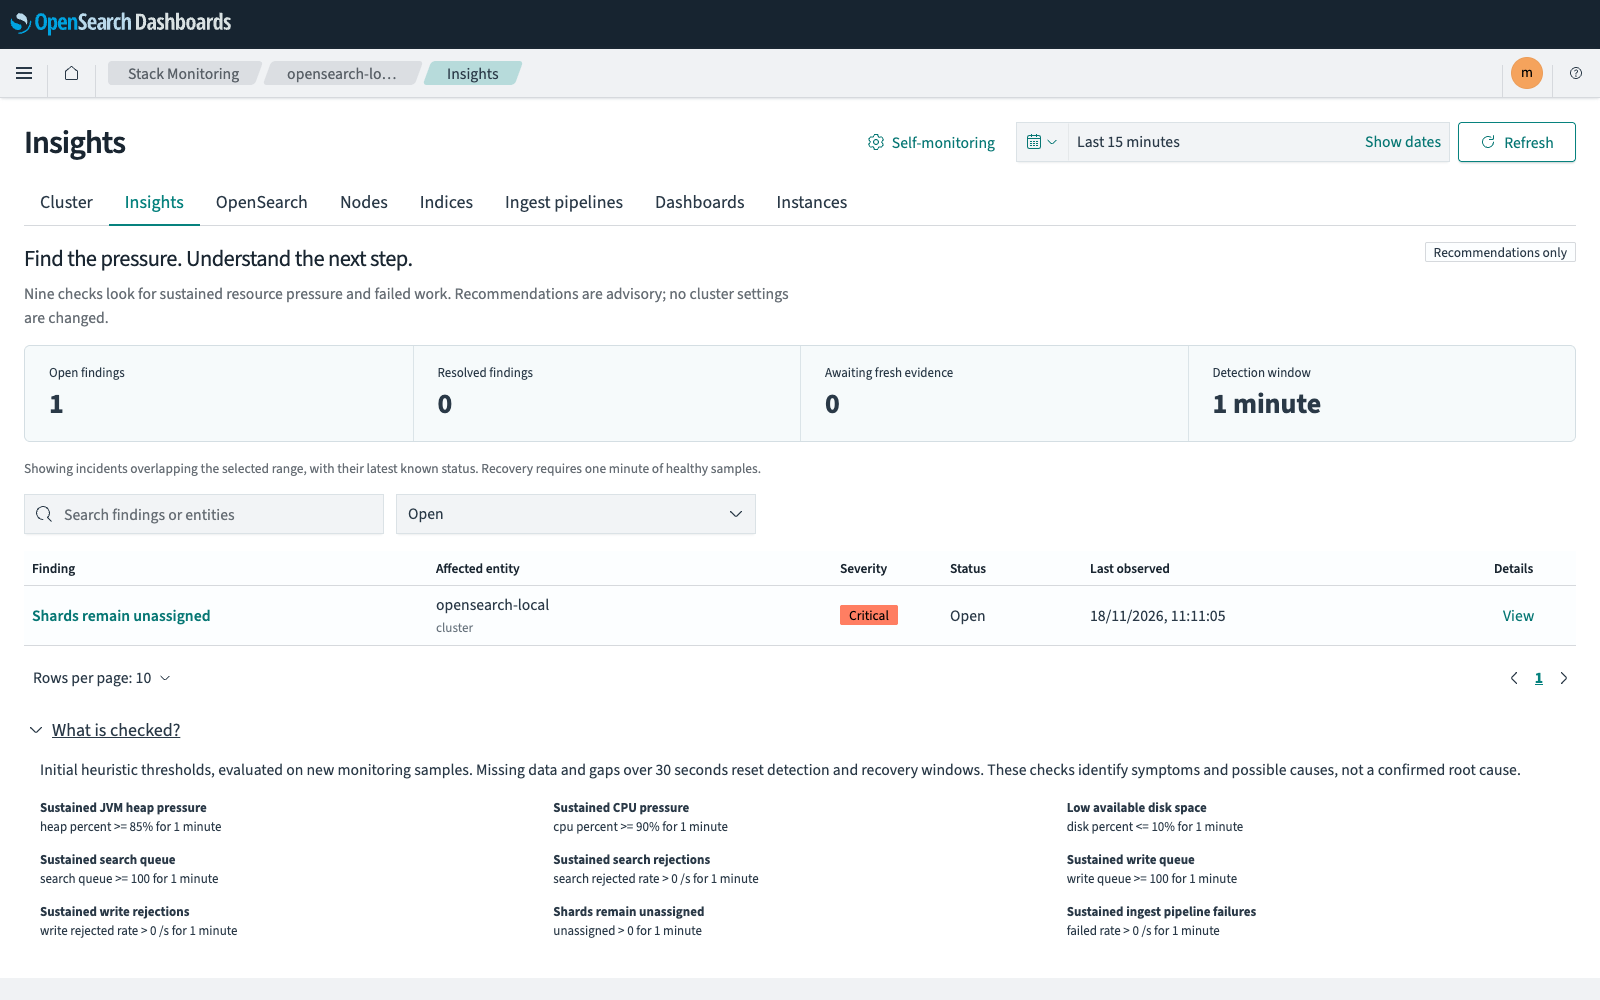 OpenSearch Dashboards
Stack Monitoring
opensearch-lo...
Insights
m
Insights
Self-monitoring
Last 15 minutes
Show dates
Refresh
Cluster
Insights
OpenSearch
Nodes
Indices
Ingest pipelines
Dashboards
Instances
Find the pressure. Understand the next step.
Recommendations only
Nine checks look for sustained resource pressure and failed work. Recommendations are advisory; no cluster settings
are changed.
Open findings
1
Resolved findings
0
Awaiting fresh evidence
0
Detection window
1 minute
Showing incidents overlapping the selected range, with their latest known status. Recovery requires one minute of healthy samples.
Search findings or entities
Open
Finding
Affected entity
Severity
Status
Last observed
Details
Shards remain unassigned
opensearch-local
cluster
Critical
Open
18/11/2026, 11:11:05
View
Rows per page: 10
1
What is checked?
Initial heuristic thresholds, evaluated on new monitoring samples. Missing data and gaps over 30 seconds reset detection and recovery windows. These checks identify symptoms and possible causes, not a confirmed root cause.
Sustained JVM heap pressure
heap percent >= 85% for 1 minute
Sustained CPU pressure
cpu percent >= 90% for 1 minute
Low available disk space
disk percent <= 10% for 1 minute
Sustained search queue
search queue >= 100 for 1 minute
Sustained search rejections
search rejected rate > 0 /s for 1 minute
Sustained write queue
write queue >= 100 for 1 minute
Sustained write rejections
write rejected rate > 0 /s for 1 minute
Shards remain unassigned
unassigned > 0 for 1 minute
Sustained ingest pipeline failures
failed rate > 0 /s for 1 minute